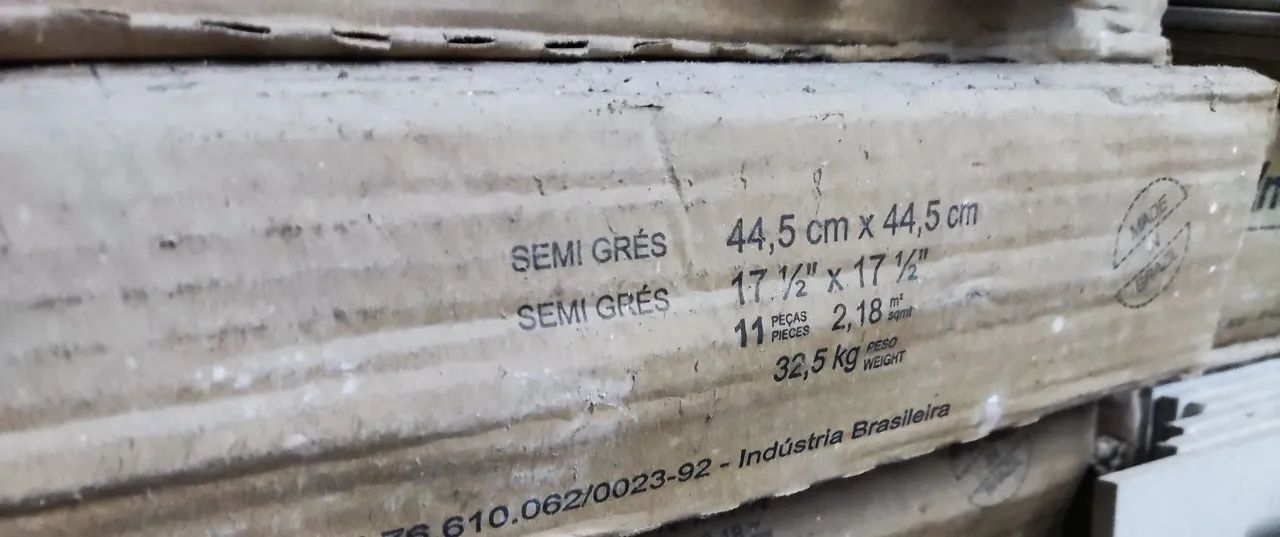 SEMI GRÉS 44,5 cm x 44,5 cm
SEMI GRÉS 17 ½" x 17 ½"
11 PEÇAS PIECES 2,18 m² sqmt
32,5 kg PESO WEIGHT
MADE
BRAZIL
76.610.062/0023-92 - Indústria Brasileira